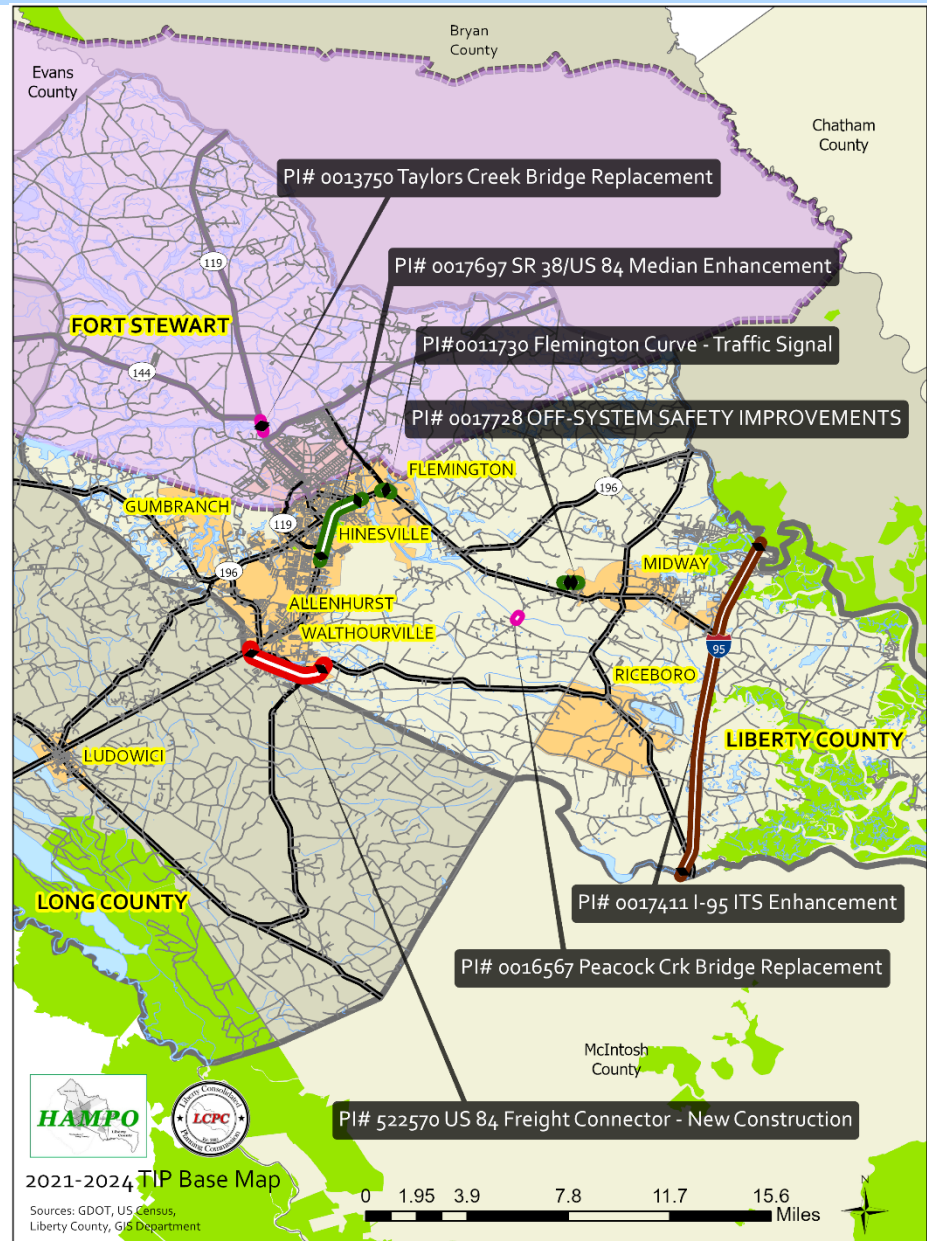 Bryan
County
Evans
County
Chatham
County
PI# 0013750 Taylors Creek Bridge Replacement
119
PI# 0017697 SR 38/US 84 Median Enhancement
FORT STEWART
PI#0011730 Flemington Curve - Traffic Signal
144
PI# 0017728 OFF-SYSTEM SAFETY IMPROVEMENTS
FLEMINGTON
196
GUMBRANCH
119
HINESVILLE
MIDWAY
196
ALLENHURST
WALTHOURVILLE
95
RICEBORO
LIBERTY COUNTY
LUDOWICI
LONG COUNTY
PI# 0017411 I-95 ITS Enhancement
PI# 0016567 Peacock Crk Bridge Replacement
McIntosh
County
PI# 522570 US 84 Freight Connector - New Construction
HAMPO
Liberty Consolidated
LCPC
Planning Commission
2021-2024 TIP Base Map
Sources: GDOT, US Census,
Liberty County, GIS Department
0 1.95 3.9 7.8 11.7 15.6
Miles
N